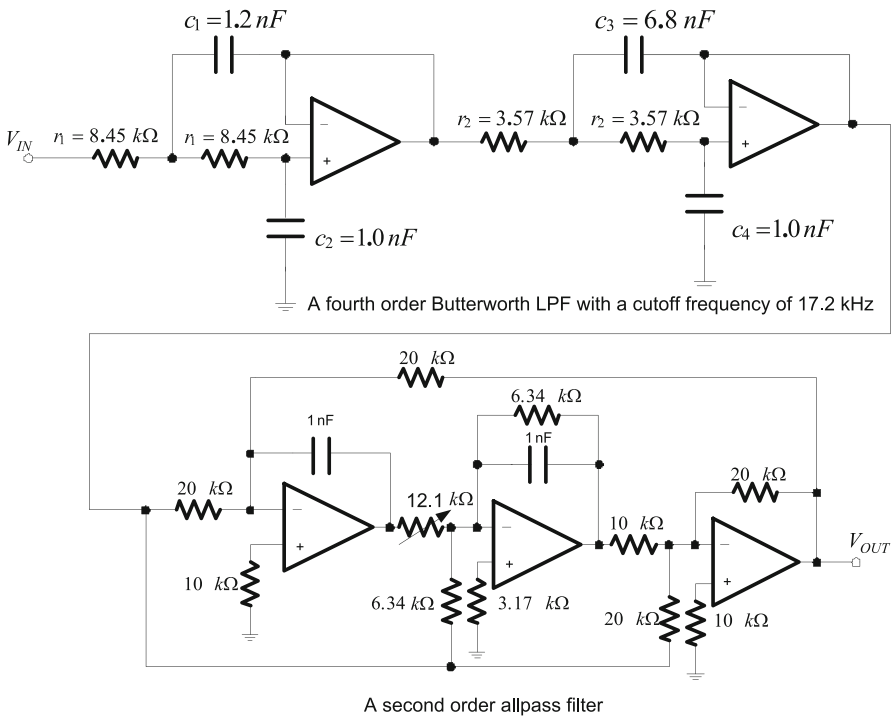 c₁ = 1.2 nF
c₃ = 6.8 nF
V_IN
r₁ = 8.45 kΩ
r₁ = 8.45 kΩ
−
+
r₂ = 3.57 kΩ
r₂ = 3.57 kΩ
−
+
c₂ = 1.0 nF
c₄ = 1.0 nF
A fourth order Butterworth LPF with a cutoff frequency of 17.2 kHz
20 kΩ
6.34 kΩ
1 nF
1 nF
20 kΩ
20 kΩ
12.1 kΩ
10 kΩ
−
+
−
+
−
+
V_OUT
10 kΩ
6.34 kΩ
3.17 kΩ
20 kΩ
10 kΩ
A second order allpass filter